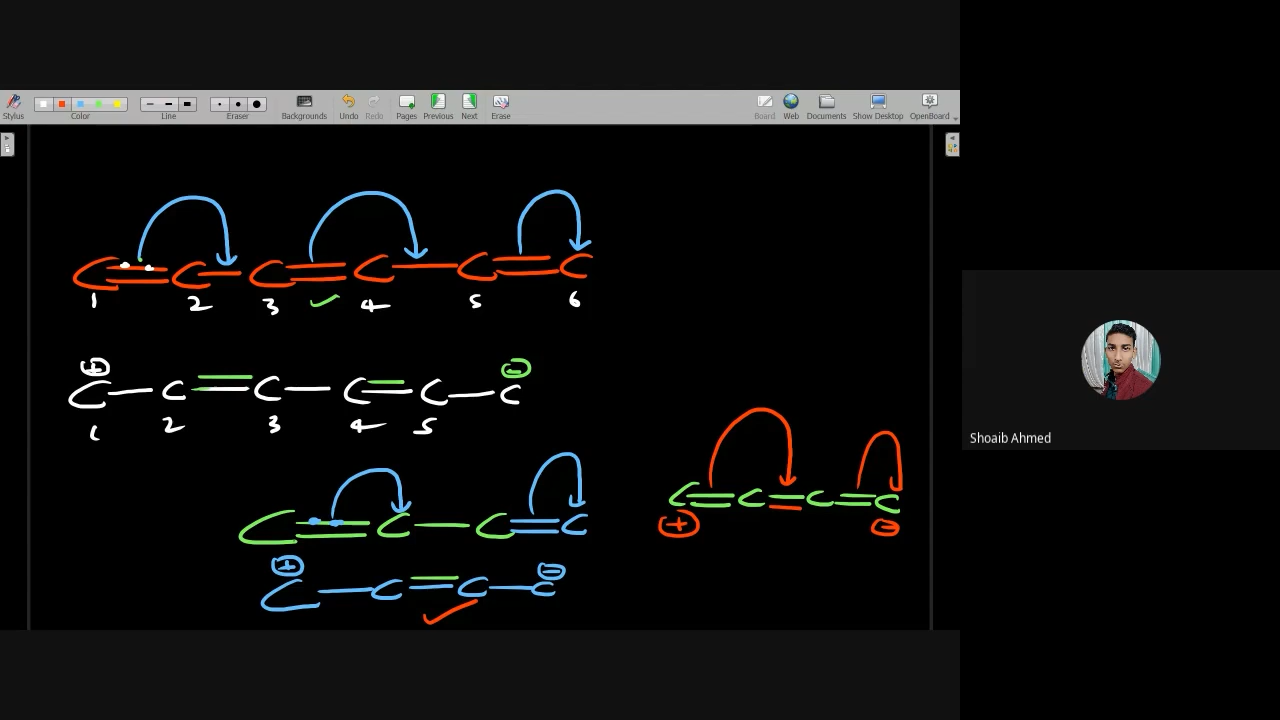 Stylus Color Line Eraser Backgrounds Undo Redo Pages Previous Next Erase Board Web Documents Show Desktop OpenBoard
C=C-C=C-C=C
1 2 3 ✓ 4 5 6
⊕ ⊖
C-C=C-C=C-C
1 2 3 4 5
Shoaib Ahmed
C=C-C=C
C=C=C=C
⊕ ⊖
⊕ ⊖
C-C=C-C
✓